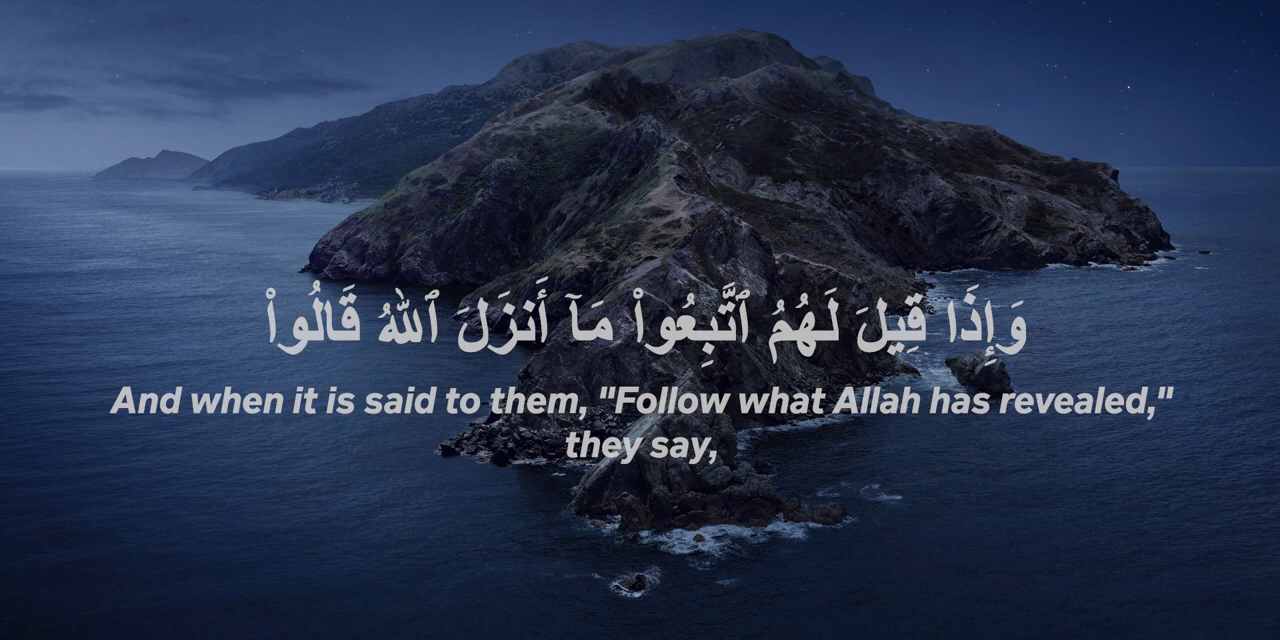 وَإِذَا قِيلَ لَهُمُ ٱتَّبِعُوا۟ مَآ أَنزَلَ ٱللَّهُ قَالُوا۟
And when it is said to them, "Follow what Allah has revealed,"
they say,